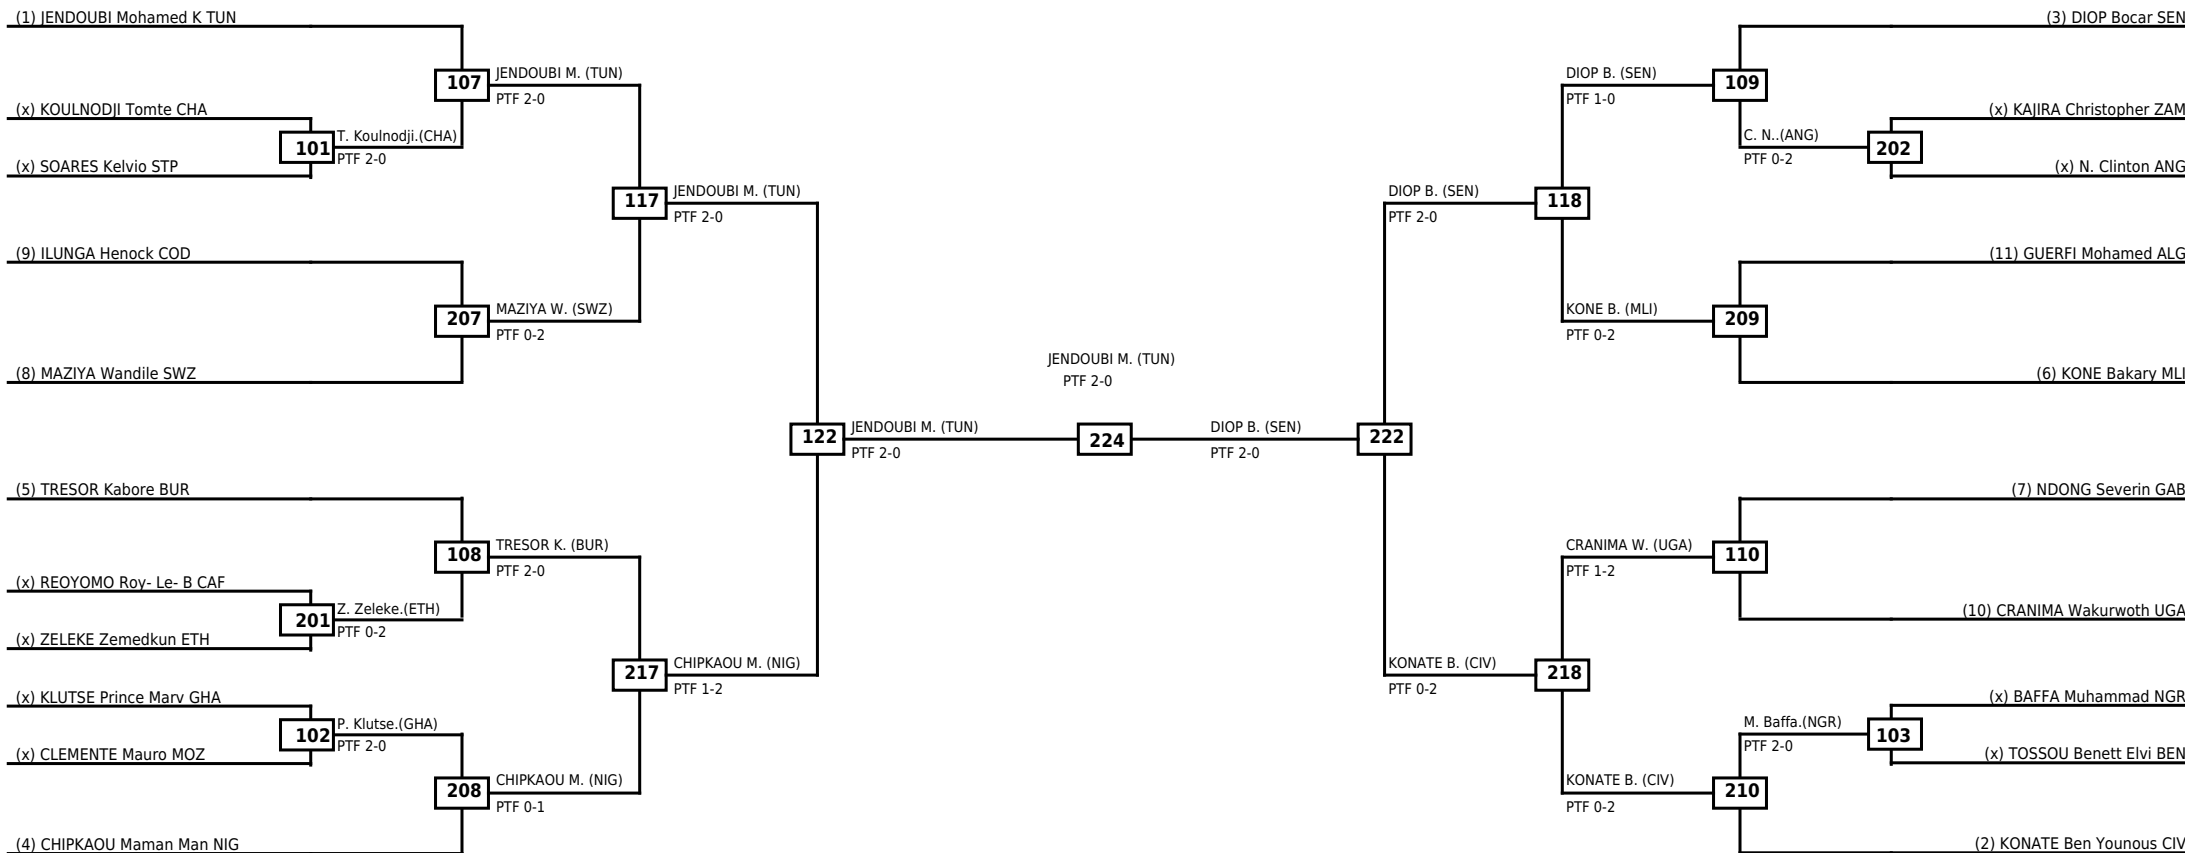 (1) JENDOUBI Mohamed K TUN
(3) DIOP Bocar SEN
JENDOUBI M. (TUN)
107
PTF 2-0
DIOP B. (SEN)
109
PTF 1-0
(x) KOULNODJI Tomte CHA
(x) KAJIRA Christopher ZAM
T. Koulnodji.(CHA)
101
PTF 2-0
C. N..(ANG)
202
PTF 0-2
(x) SOARES Kelvio STP
(x) N. Clinton ANG
JENDOUBI M. (TUN)
117
PTF 2-0
DIOP B. (SEN)
118
PTF 2-0
(9) ILUNGA Henock COD
(11) GUERFI Mohamed ALG
MAZIYA W. (SWZ)
207
PTF 0-2
KONE B. (MLI)
209
PTF 0-2
JENDOUBI M. (TUN)
PTF 2-0
(8) MAZIYA Wandile SWZ
(6) KONE Bakary MLI
122
JENDOUBI M. (TUN)
PTF 2-0
224
DIOP B. (SEN)
PTF 2-0
222
(5) TRESOR Kabore BUR
(7) NDONG Severin GAB
TRESOR K. (BUR)
108
PTF 2-0
CRANIMA W. (UGA)
110
PTF 1-2
(x) REOYOMO Roy- Le- B CAF
Z. Zeleke.(ETH)
201
PTF 0-2
(10) CRANIMA Wakurwoth UGA
(x) ZELEKE Zemedkun ETH
CHIPKAOU M. (NIG)
217
PTF 1-2
KONATE B. (CIV)
218
PTF 0-2
(x) KLUTSE Prince Marv GHA
(x) BAFFA Muhammad NGR
P. Klutse.(GHA)
102
PTF 2-0
M. Baffa.(NGR)
103
PTF 2-0
(x) CLEMENTE Mauro MOZ
(x) TOSSOU Benett Elvi BEN
CHIPKAOU M. (NIG)
208
PTF 0-1
KONATE B. (CIV)
210
PTF 0-2
(4) CHIPKAOU Maman Man NIG
(2) KONATE Ben Younous CIV